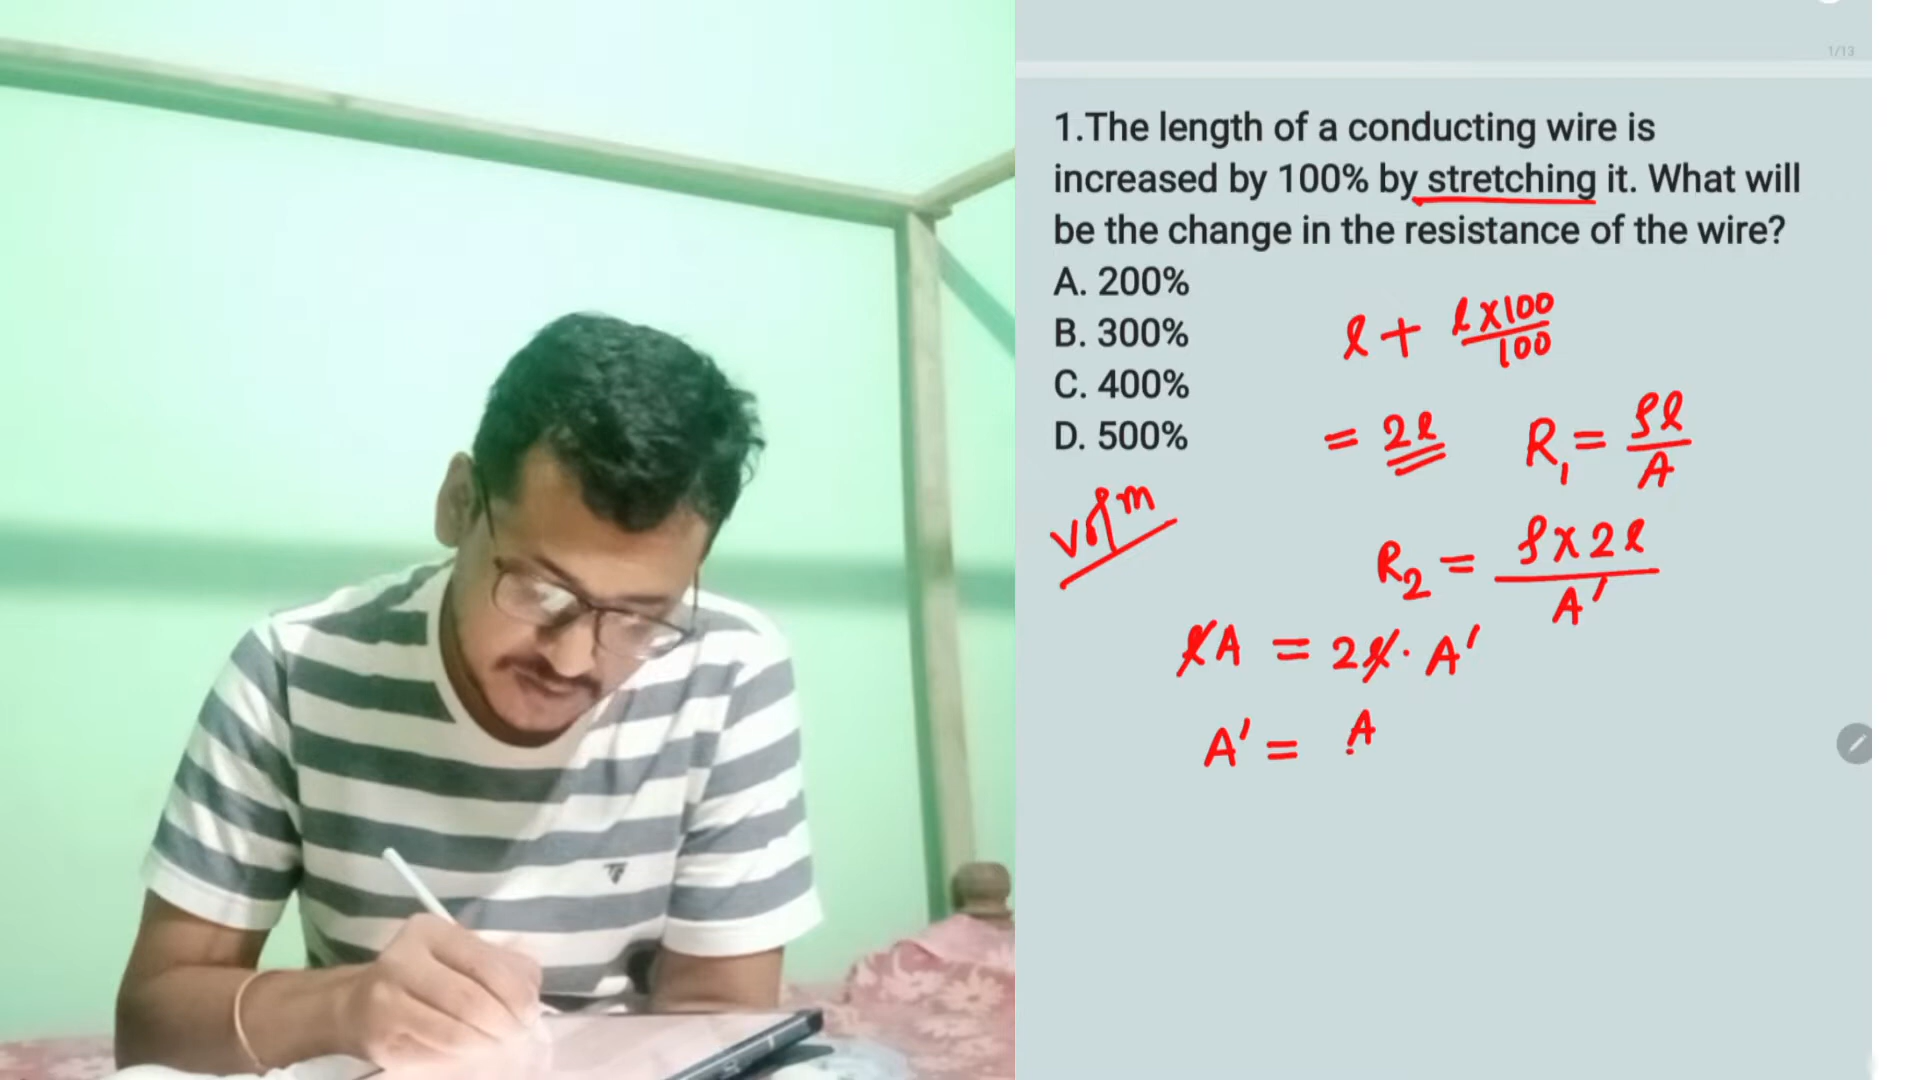 1/13
1.The length of a conducting wire is
increased by 100% by stretching it. What will
be the change in the resistance of the wire?
A. 200%
B. 300%
C. 400%
D. 500%
l + l×100/100
= 2l
R₁ = ρl/A
Volᵐ
R₂ = ρ×2l/A'
lA = 2l · A'
A' = A